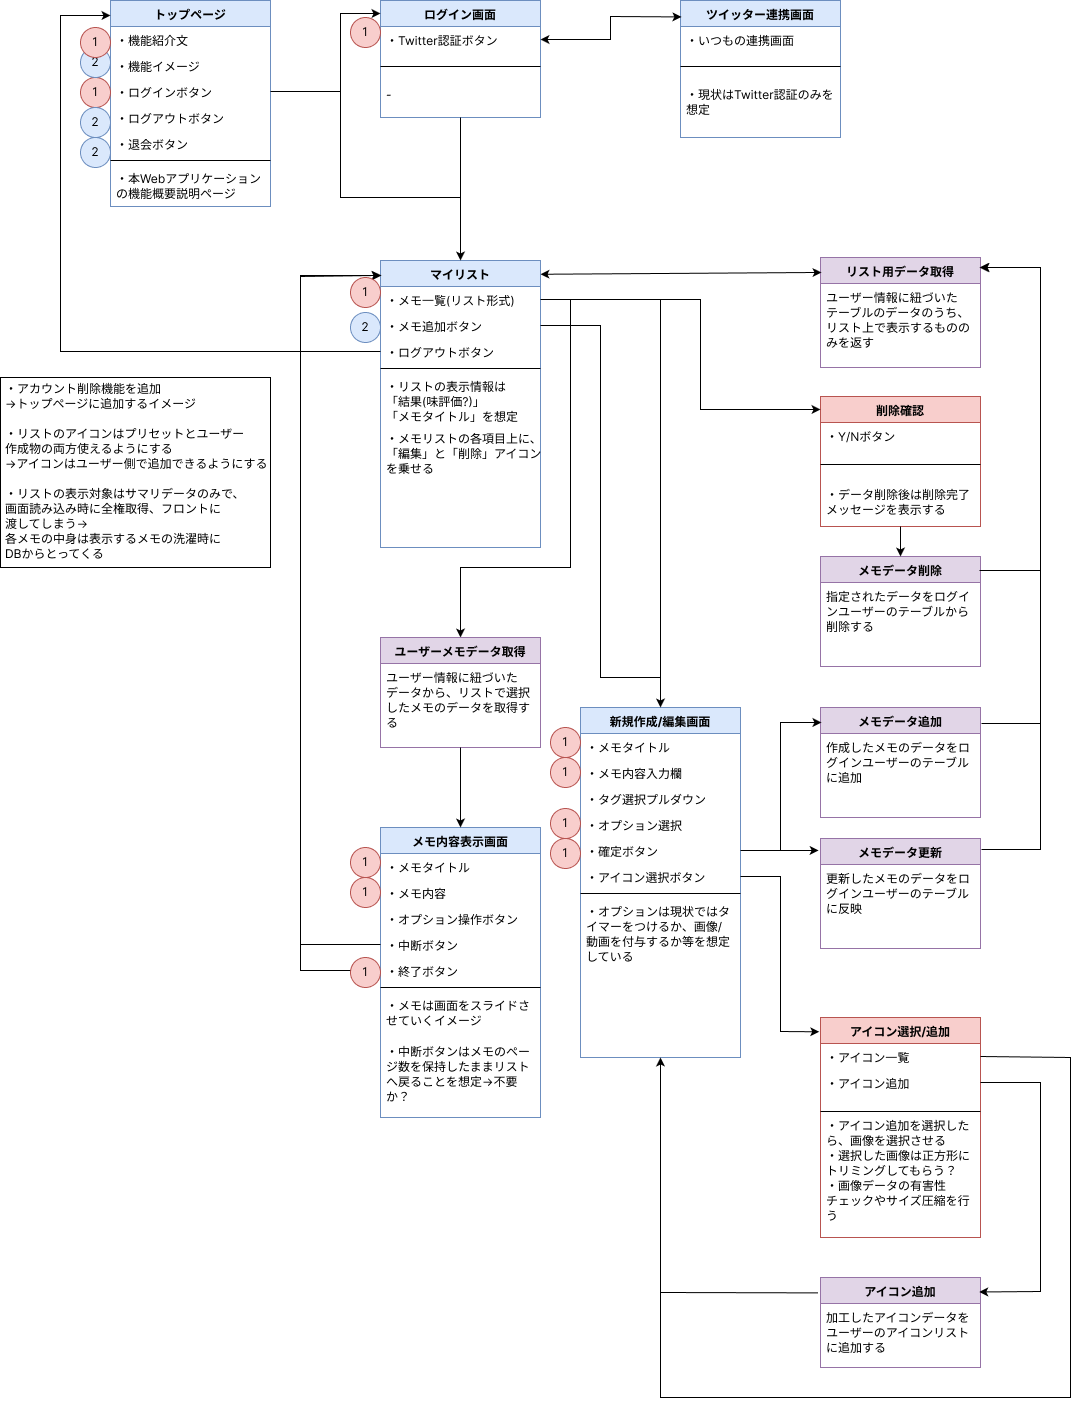 トップページ
・機能紹介文
・機能イメージ
・ログインボタン
・ログアウトボタン
・退会ボタン
・本Webアプリケーション
の機能概要説明ページ
1
2
1
2
2
ログイン画面
・Twitter認証ボタン
-
1
ツイッター連携画面
・いつもの連携画面
・現状はTwitter認証のみを
想定
マイリスト
・メモ一覧(リスト形式)
・メモ追加ボタン
・ログアウトボタン
・リストの表示情報は
「結果(味評価?)」
「メモタイトル」を想定
・メモリストの各項目上に、
「編集」と「削除」アイコン
を乗せる
1
2
リスト用データ取得
ユーザー情報に紐づいた
テーブルのデータのうち、
リスト上で表示するものの
みを返す
・アカウント削除機能を追加
→トップページに追加するイメージ
・リストのアイコンはプリセットとユーザー
作成物の両方使えるようにする
→アイコンはユーザー側で追加できるようにする
・リストの表示対象はサマリデータのみで、
画面読み込み時に全権取得、フロントに
渡してしまう→
各メモの中身は表示するメモの洗濯時に
DBからとってくる
削除確認
・Y/Nボタン
・データ削除後は削除完了
メッセージを表示する
メモデータ削除
指定されたデータをログイ
ンユーザーのテーブルから
削除する
ユーザーメモデータ取得
ユーザー情報に紐づいた
データから、リストで選択
したメモのデータを取得す
る
新規作成/編集画面
・メモタイトル
・メモ内容入力欄
・タグ選択プルダウン
・オプション選択
・確定ボタン
・アイコン選択ボタン
・オプションは現状ではタ
イマーをつけるか、画像/
動画を付与するか等を想定
している
1
1
1
1
メモデータ追加
作成したメモのデータをロ
グインユーザーのテーブル
に追加
メモデータ更新
更新したメモのデータをロ
グインユーザーのテーブル
に反映
メモ内容表示画面
・メモタイトル
・メモ内容
・オプション操作ボタン
・中断ボタン
・終了ボタン
・メモは画面をスライドさ
せていくイメージ
・中断ボタンはメモのペー
ジ数を保持したままリスト
へ戻ることを想定→不要
か？
1
1
1
アイコン選択/追加
・アイコン一覧
・アイコン追加
・アイコン追加を選択した
ら、画像を選択させる
・選択した画像は正方形に
トリミングしてもらう？
・画像データの有害性
チェックやサイズ圧縮を行
う
アイコン追加
加工したアイコンデータを
ユーザーのアイコンリスト
に追加する